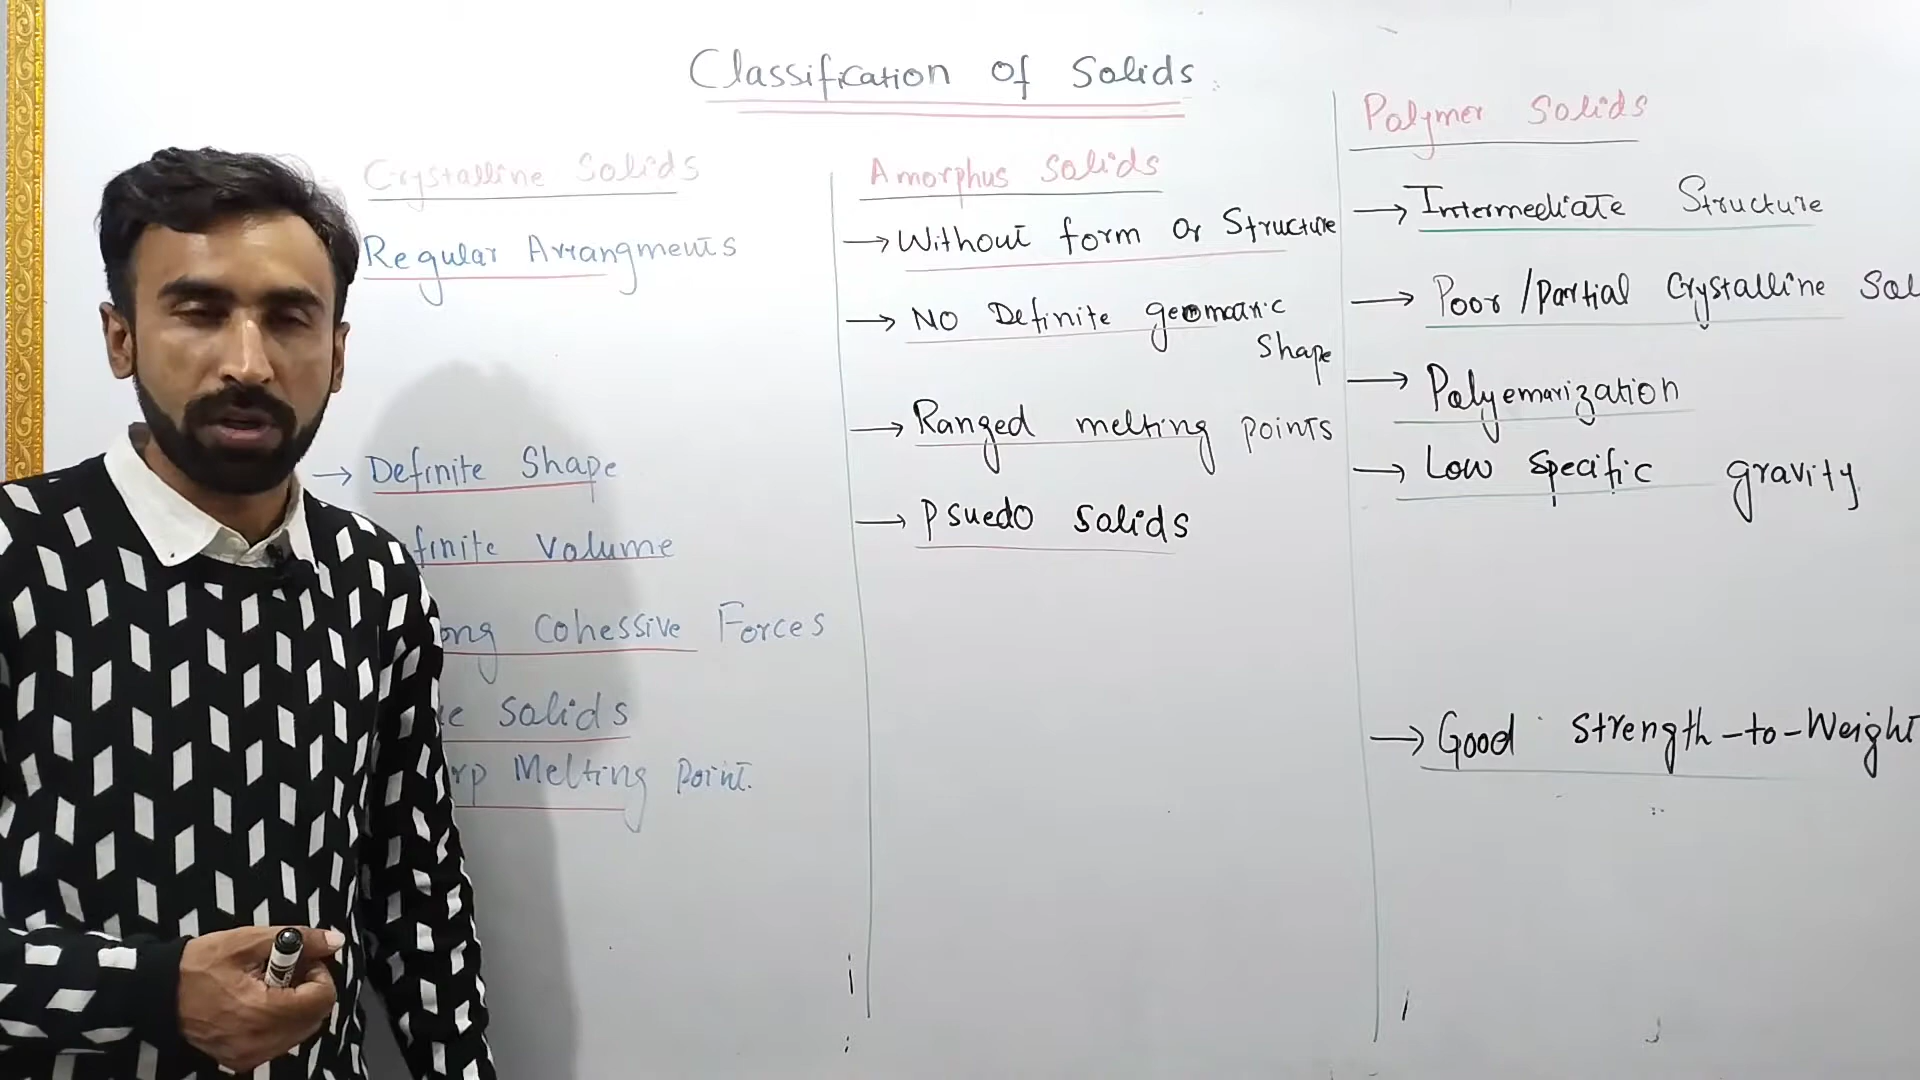 Classification of Solids
Crystalline Solids
Regular Arrangments
→ Definite Shape
finite Volume
ong Cohessive Forces
e Solids
rp Melting Point.
Amorphus Solids
→ Without form or Structure
→ No Definite geomatric
Shape
→ Ranged melting points
→ Psuedo Solids
Polymer Solids
→ Intermediate Structure
→ Poor /Partial Crystalline Sol
→ Polyemarization
→ Low Specific gravity
→ Good Strength-to-Weight